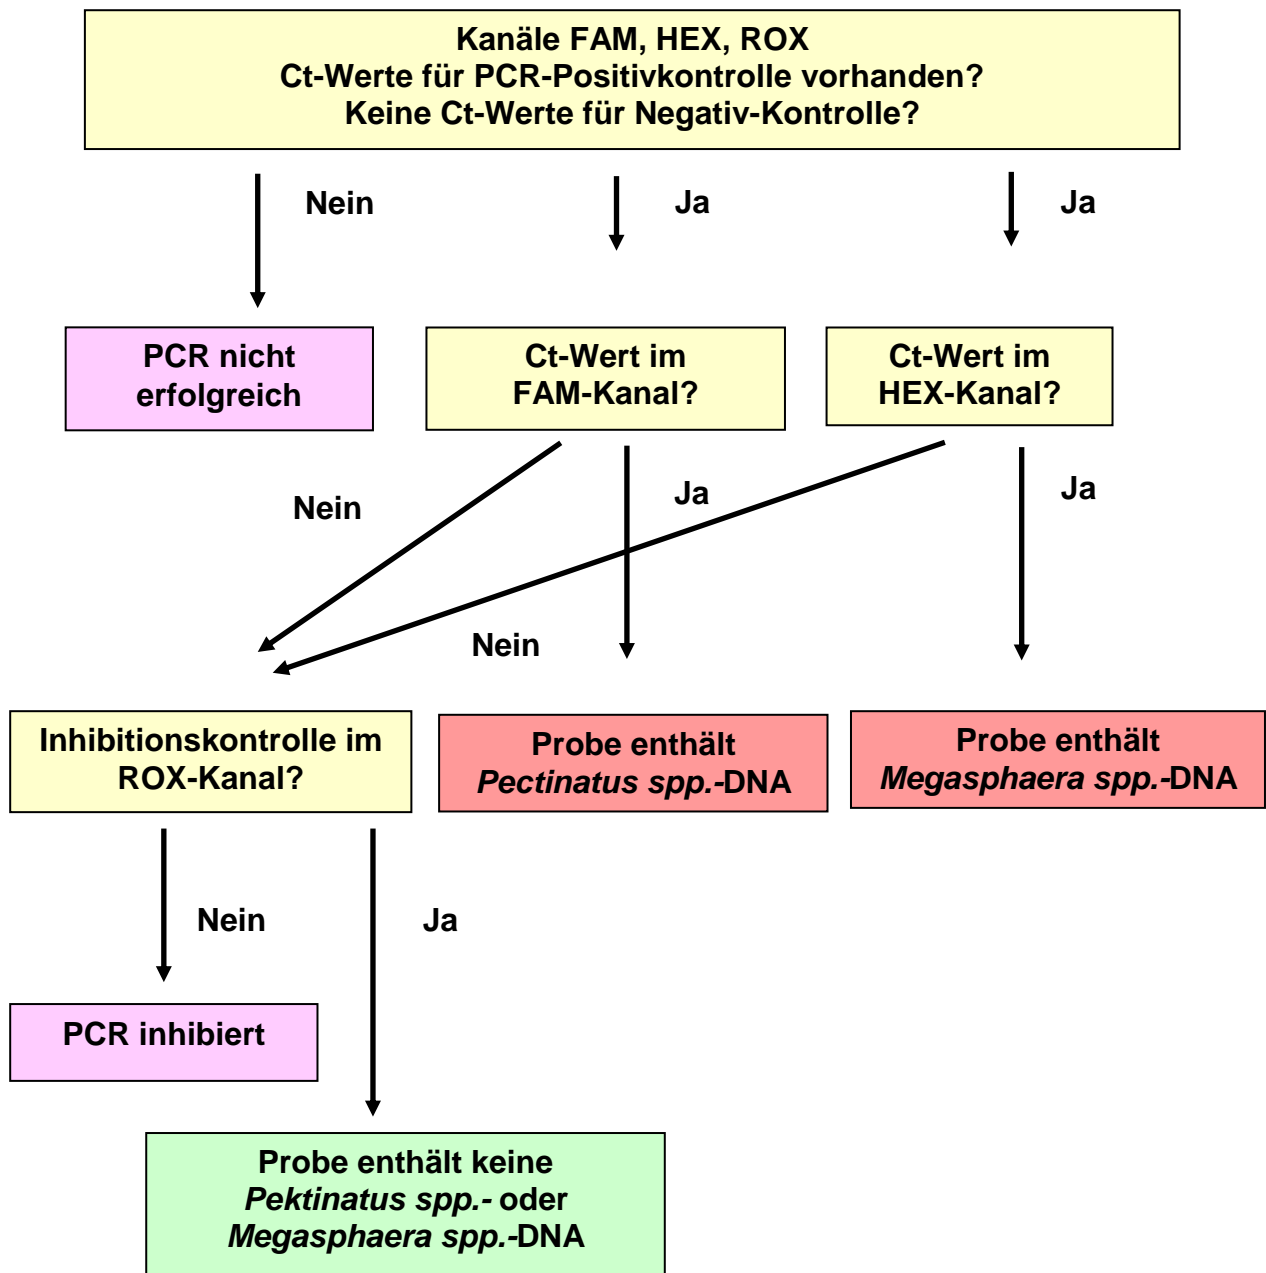 Kanäle FAM, HEX, ROX
Ct-Werte für PCR-Positivkontrolle vorhanden?
Keine Ct-Werte für Negativ-Kontrolle?
Nein
Ja
Ja
PCR nicht
erfolgreich
Ct-Wert im
FAM-Kanal?
Ct-Wert im
HEX-Kanal?
Nein
Ja
Ja
Nein
Inhibitionskontrolle im
ROX-Kanal?
Probe enthält
Pectinatus spp.-DNA
Probe enthält
Megasphaera spp.-DNA
Nein
Ja
PCR inhibiert
Probe enthält keine
Pektinatus spp.- oder
Megasphaera spp.-DNA